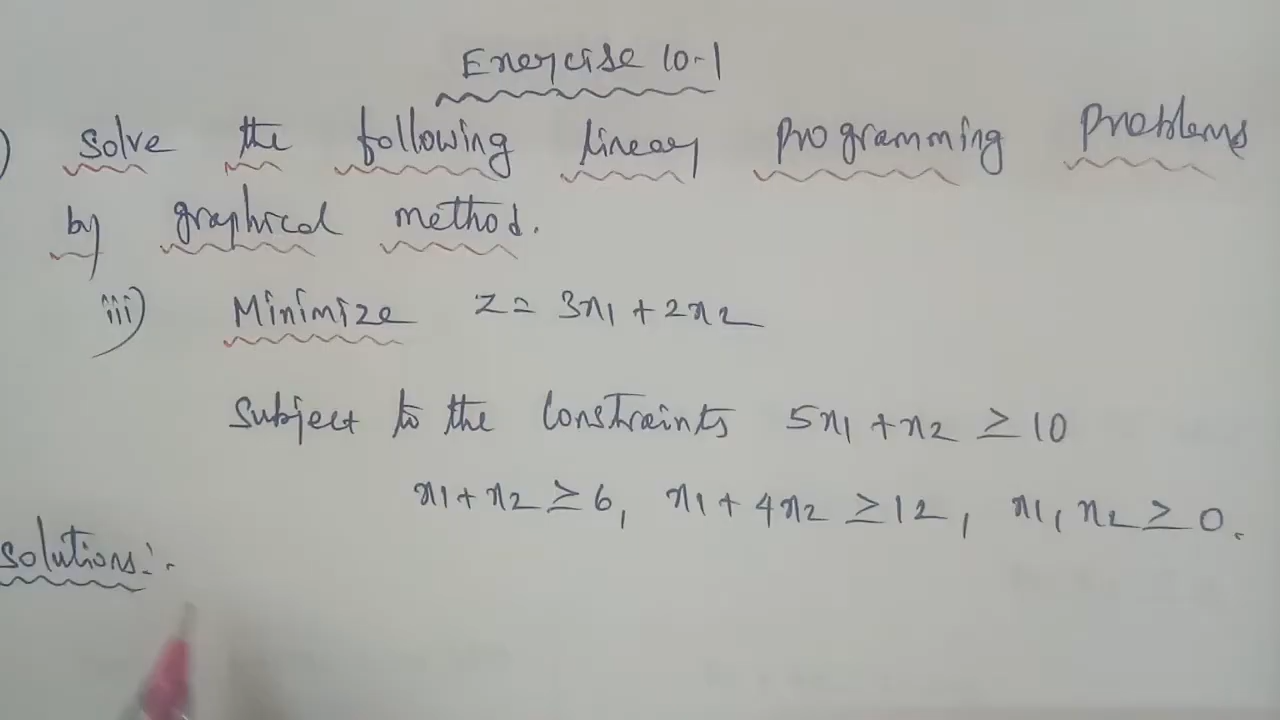 Exercise 10.1
) Solve the following linear programming problems
by graphical method.
iii) Minimize z = 3x1 + 2x2
Subject to the constraints 5x1 + x2 ≥ 10
x1 + x2 ≥ 6, x1 + 4x2 ≥ 12, x1, x2 ≥ 0.
Solutions:-